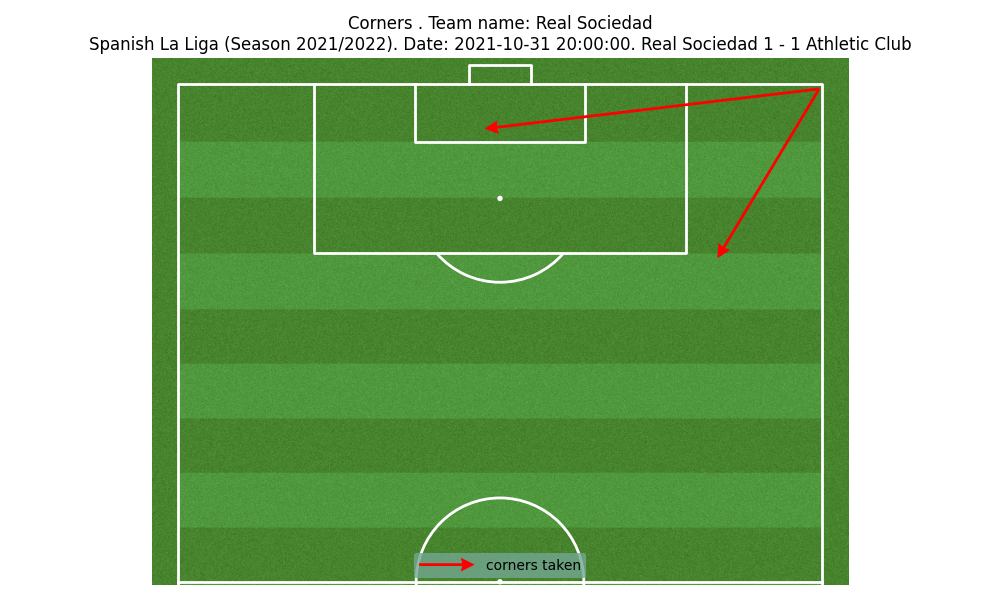 Corners . Team name: Real Sociedad
Spanish La Liga (Season 2021/2022). Date: 2021-10-31 20:00:00. Real Sociedad 1 - 1 Athletic Club
corners taken